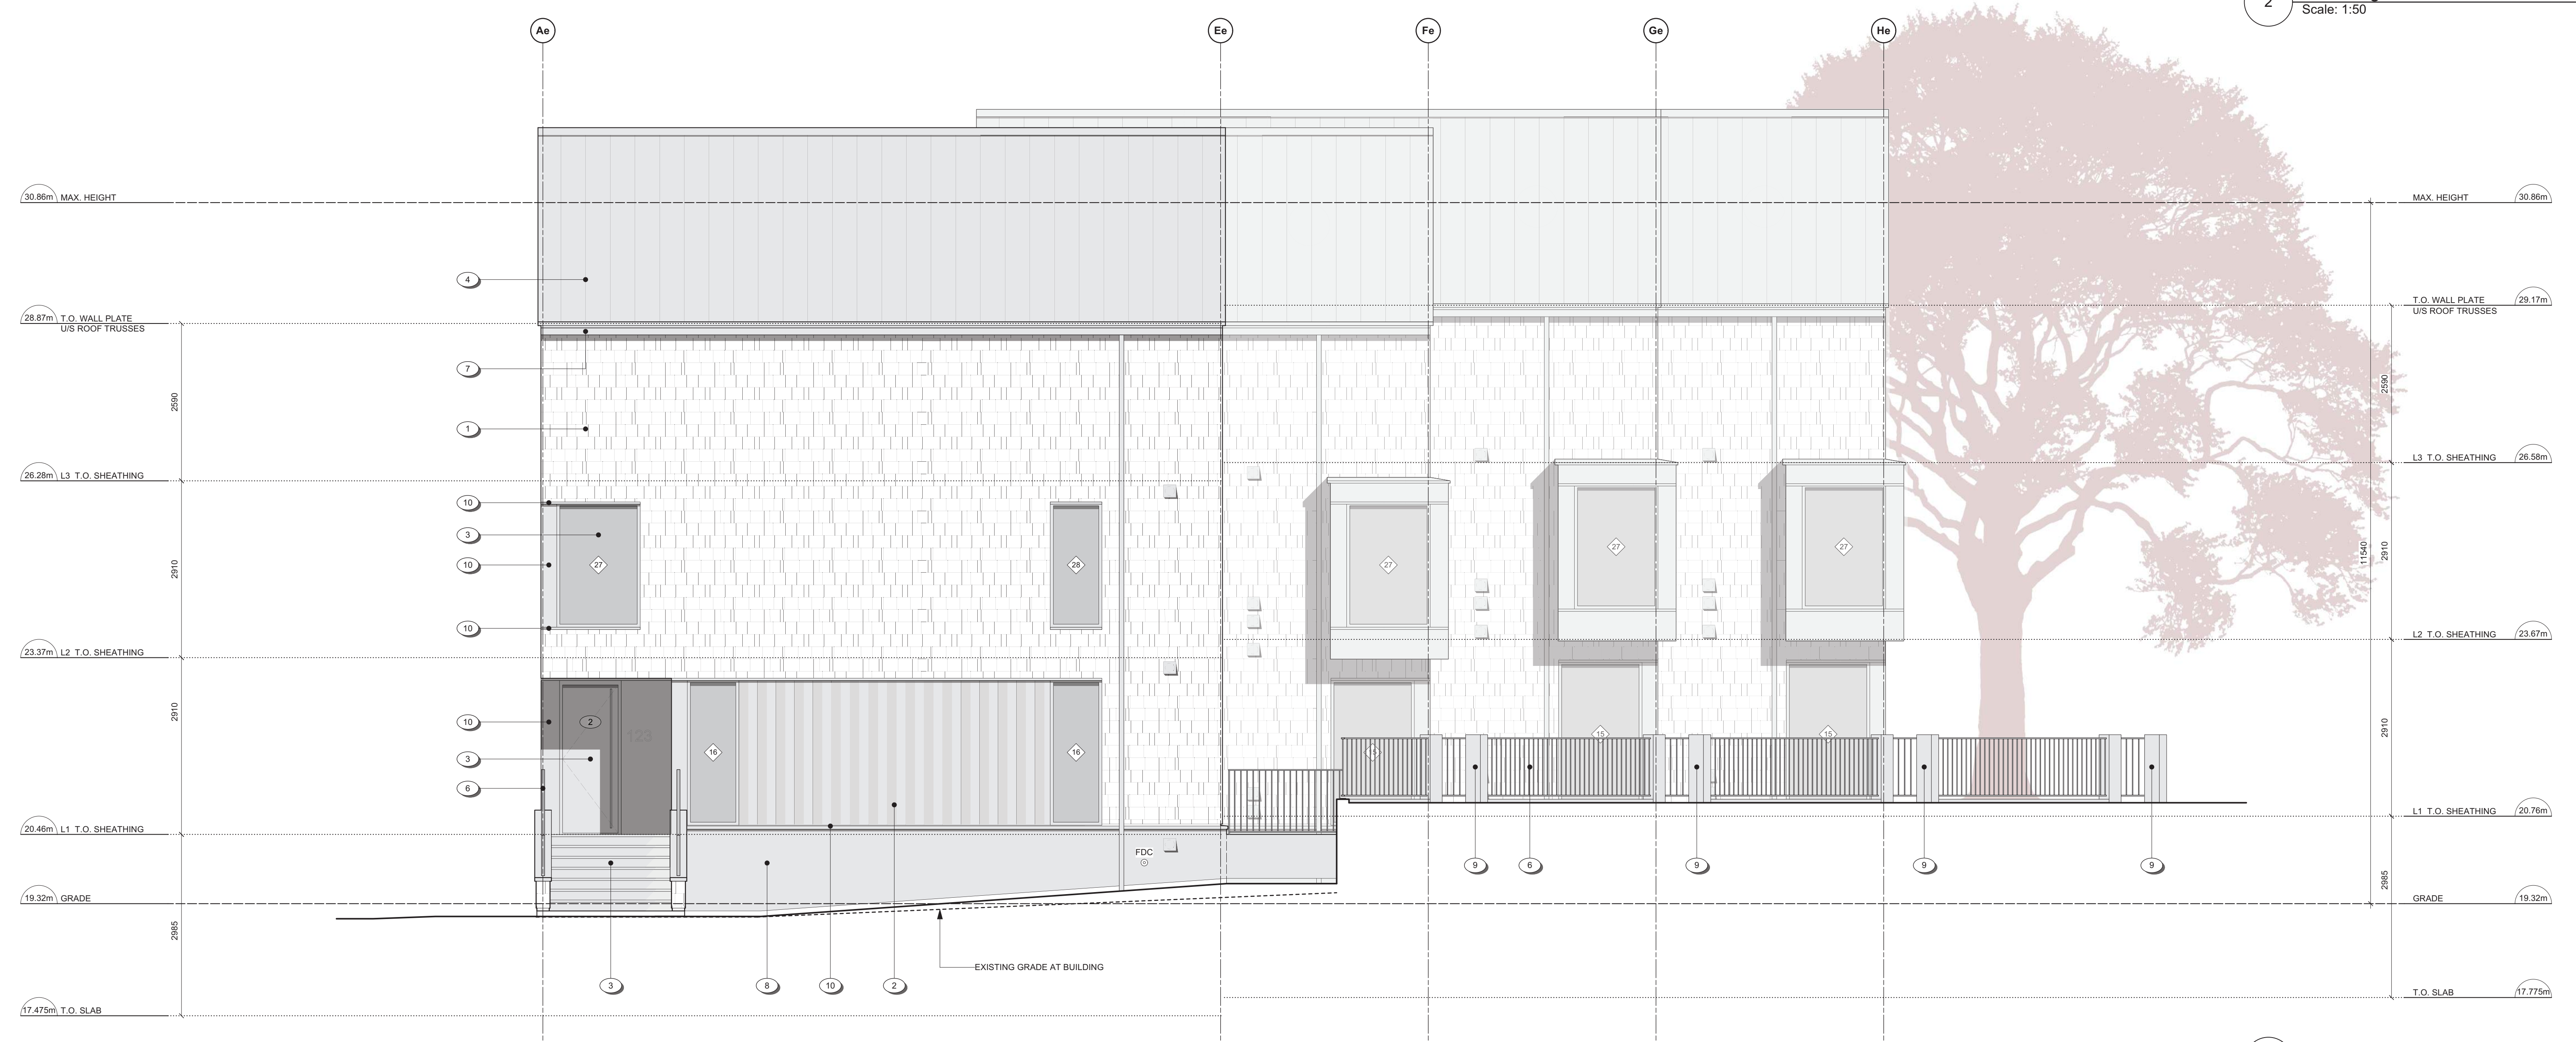 2
Scale: 1:50
Ae
Ee
Fe
Ge
He
30.86m MAX. HEIGHT
MAX. HEIGHT 30.86m
4
28.87m T.O. WALL PLATE
U/S ROOF TRUSSES
T.O. WALL PLATE 29.17m
U/S ROOF TRUSSES
7
2590
2590
1
26.28m L3 T.O. SHEATHING
L3 T.O. SHEATHING 26.58m
10
3
10
27
28
27
27
27
2910
11540
2910
10
23.37m L2 T.O. SHEATHING
L2 T.O. SHEATHING 23.67m
2910
2910
10
2
123
16
16
15
15
15
3
6
20.46m L1 T.O. SHEATHING
L1 T.O. SHEATHING 20.76m
FDC
9
6
9
9
9
2985
19.32m GRADE
GRADE 19.32m
2985
EXISTING GRADE AT BUILDING
3
8
10
2
17.475m T.O. SLAB
T.O. SLAB 17.775m